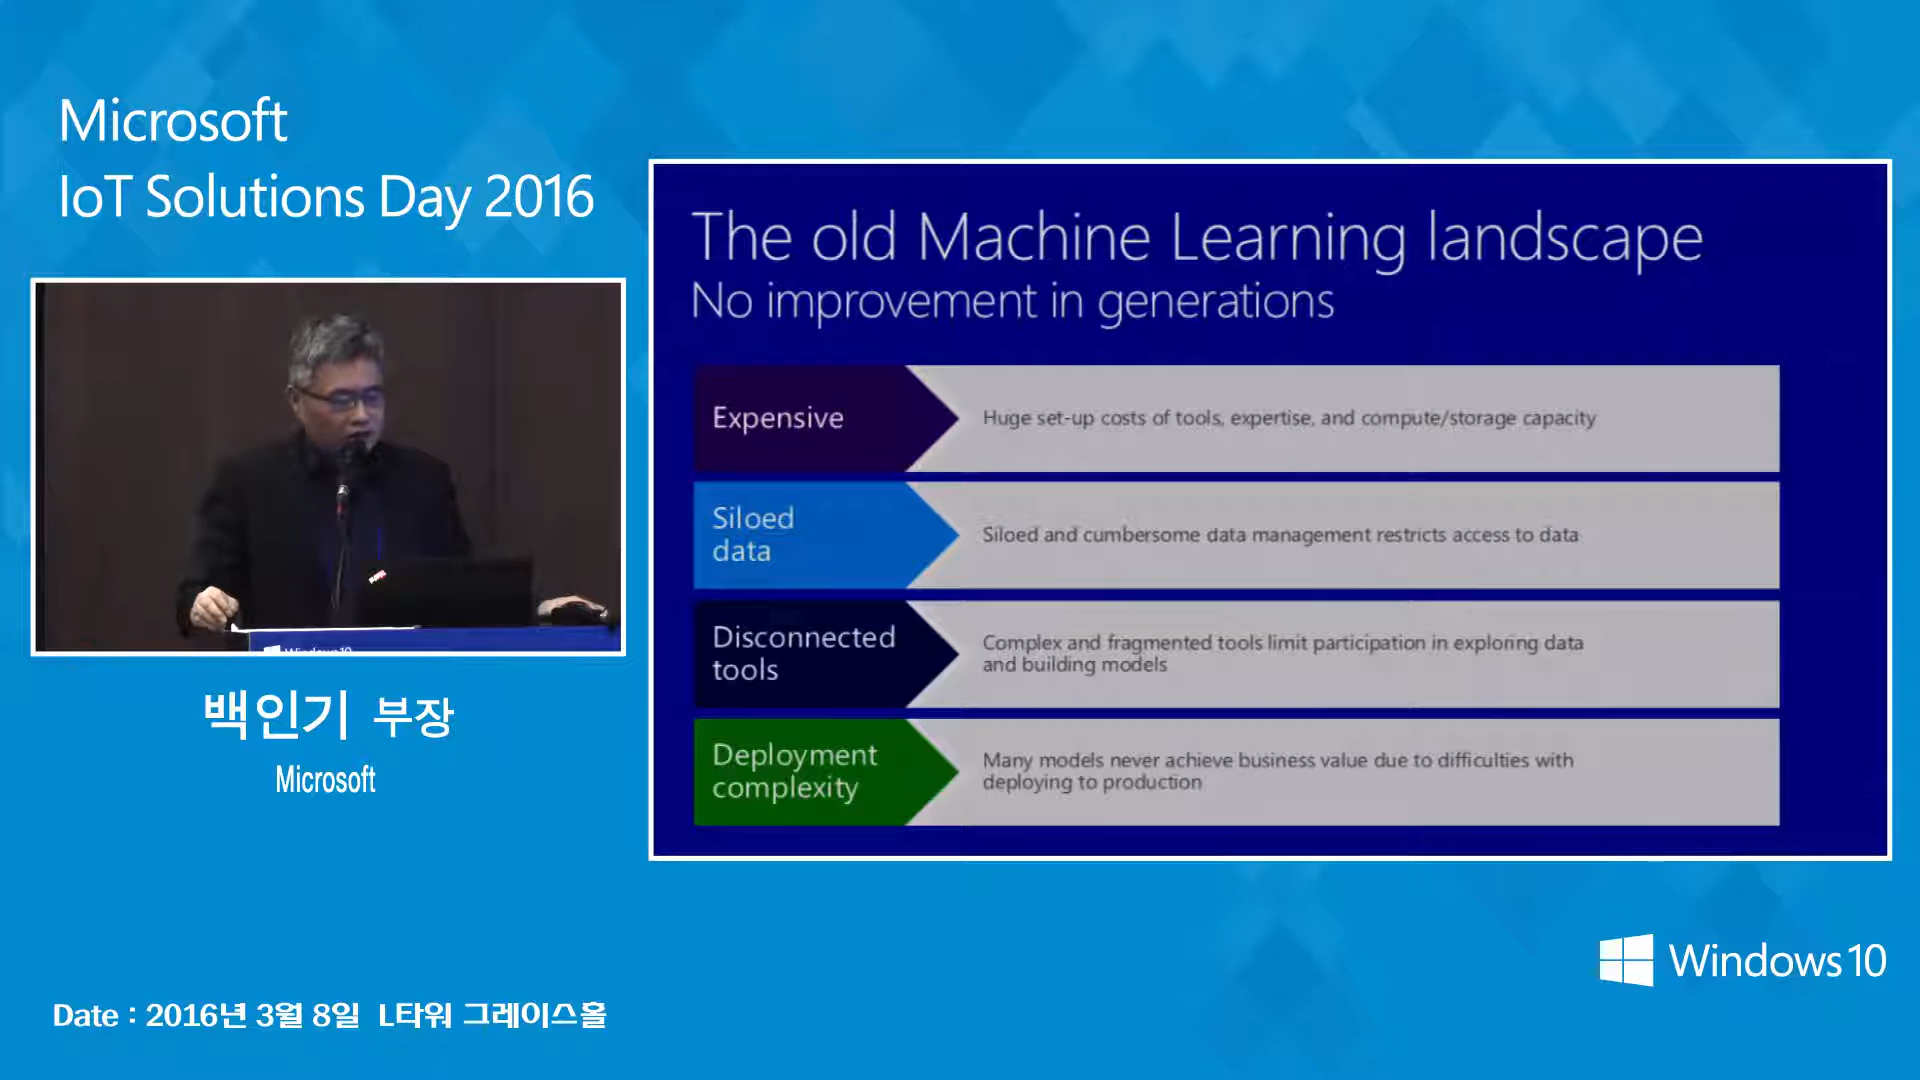 Microsoft
IoT Solutions Day 2016
백인기 부장
Microsoft
Date : 2016년 3월 8일 L타워 그레이스홀
The old Machine Learning landscape
No improvement in generations
Expensive
Huge set-up costs of tools, expertise, and compute/storage capacity
Siloed
data
Siloed and cumbersome data management restricts access to data
Disconnected
tools
Complex and fragmented tools limit participation in exploring data
and building models
Deployment
complexity
Many models never achieve business value due to difficulties with
deploying to production
Windows 10